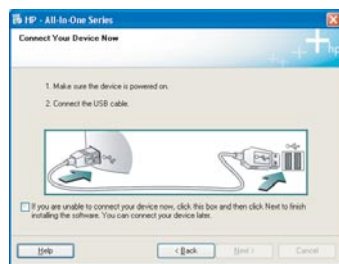 HP - All-In-One Series
Connect Your Device Now
hp
1. Make sure the device is powered on.
2. Connect the USB cable.
If you are unable to connect your device now, click this box and then click Next to finish
installing the software. You can connect your device later.
Help
< Back
Next >
Cancel